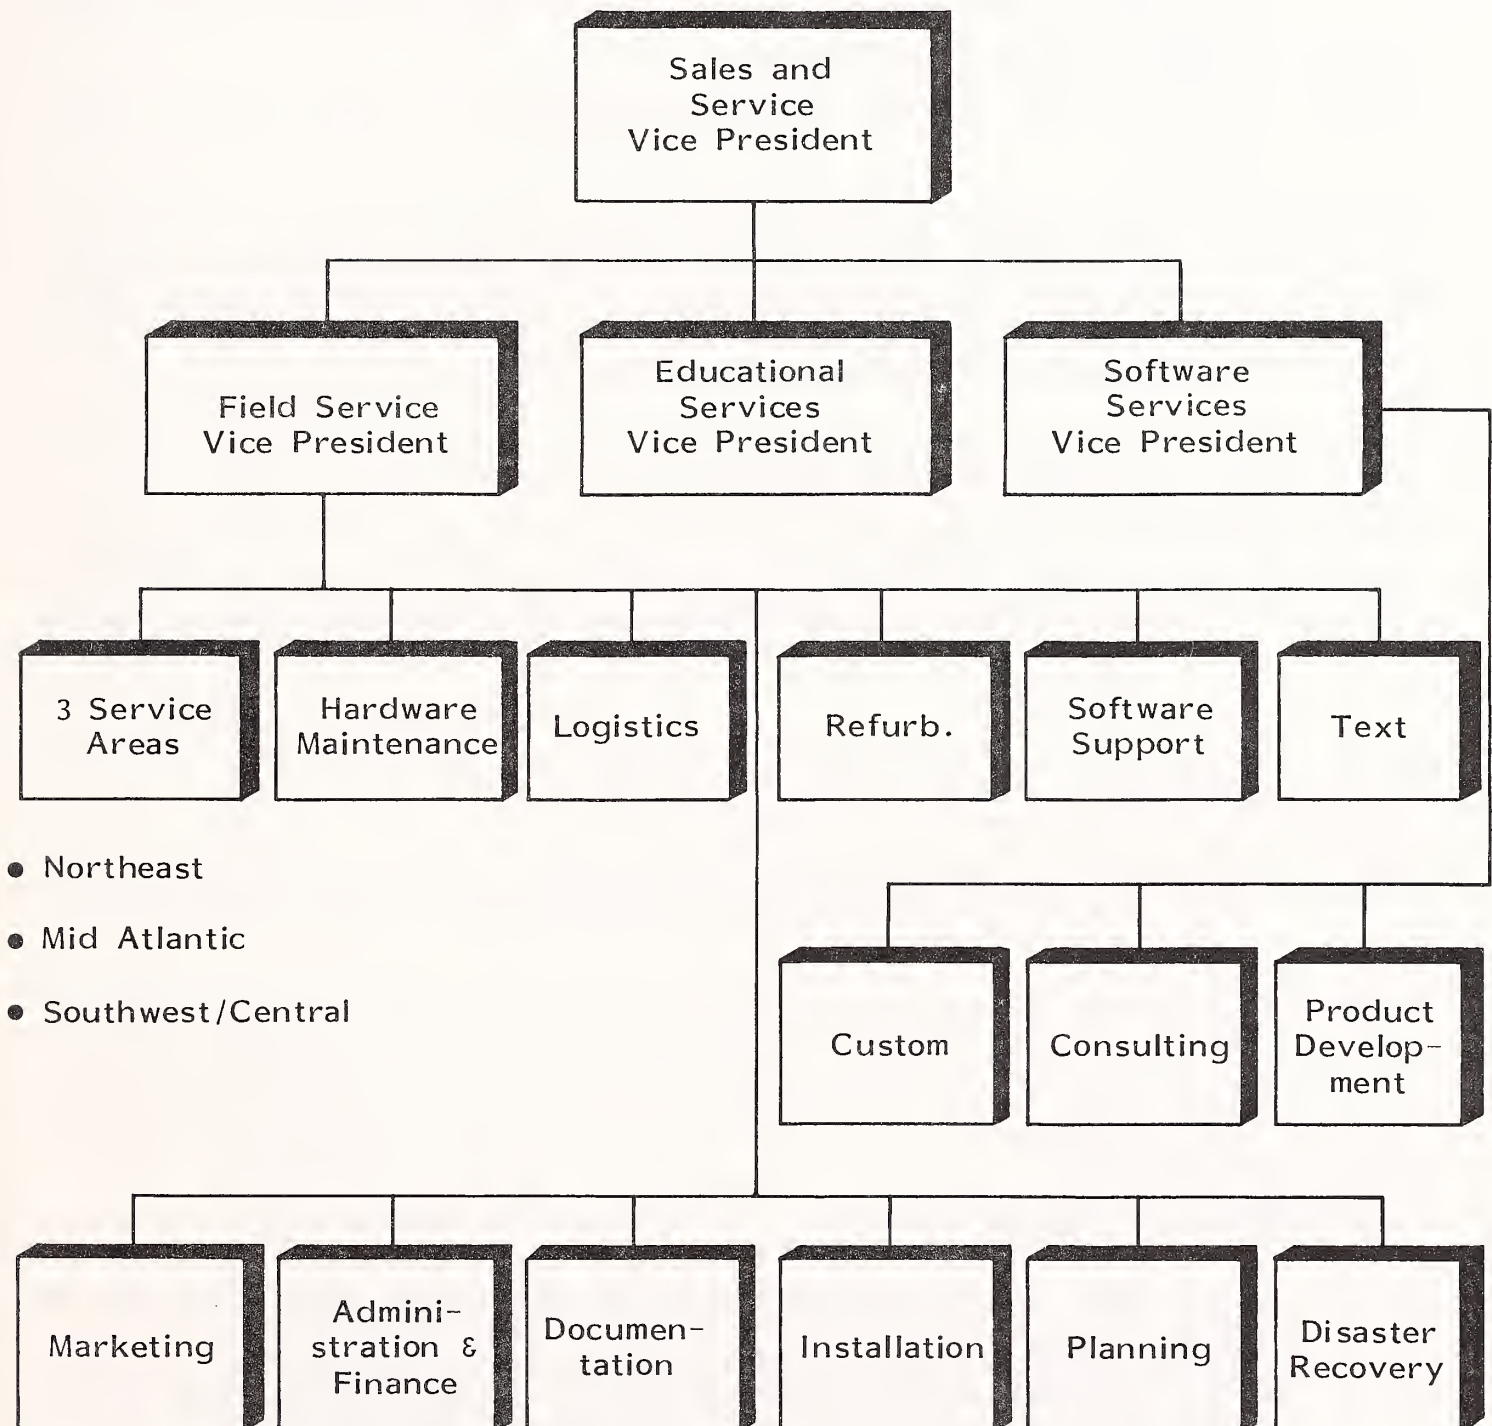 Sales and
Service
Vice President
Field Service
Vice President
Educational
Services
Vice President
Software
Services
Vice President
3 Service
Areas
Hardware
Maintenance
Logistics
Refurb.
Software
Support
Text
• Northeast
• Mid Atlantic
• Southwest/Central
Custom
Consulting
Product
Develop-
ment
Marketing
Admini-
stration &
Finance
Documen-
tation
Installation
Planning
Disaster
Recovery